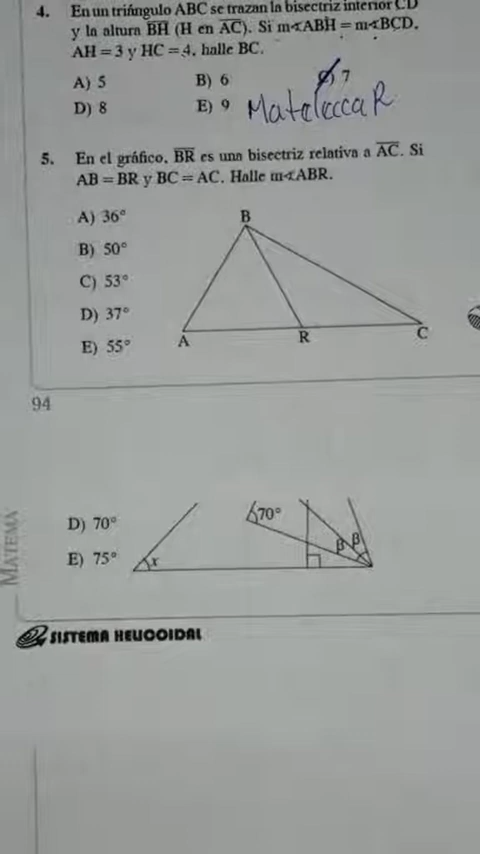 4. En un triángulo ABC se trazan la bisectriz interior CD
y la altura BH (H en AC). Si m∢ABH = m∢BCD,
AH = 3 y HC = 4, halle BC.
A) 5 B) 6 C) 7
D) 8 E) 9
MateleccaR
5. En el gráfico, BR es una bisectriz relativa a AC. Si
AB = BR y BC = AC. Halle m∢ABR.
A) 36°
B) 50°
C) 53°
D) 37°
E) 55°
B
A R C
94
D) 70°
E) 75°
x 70° β β
MATEMA
SISTEMA HELICOIDAL